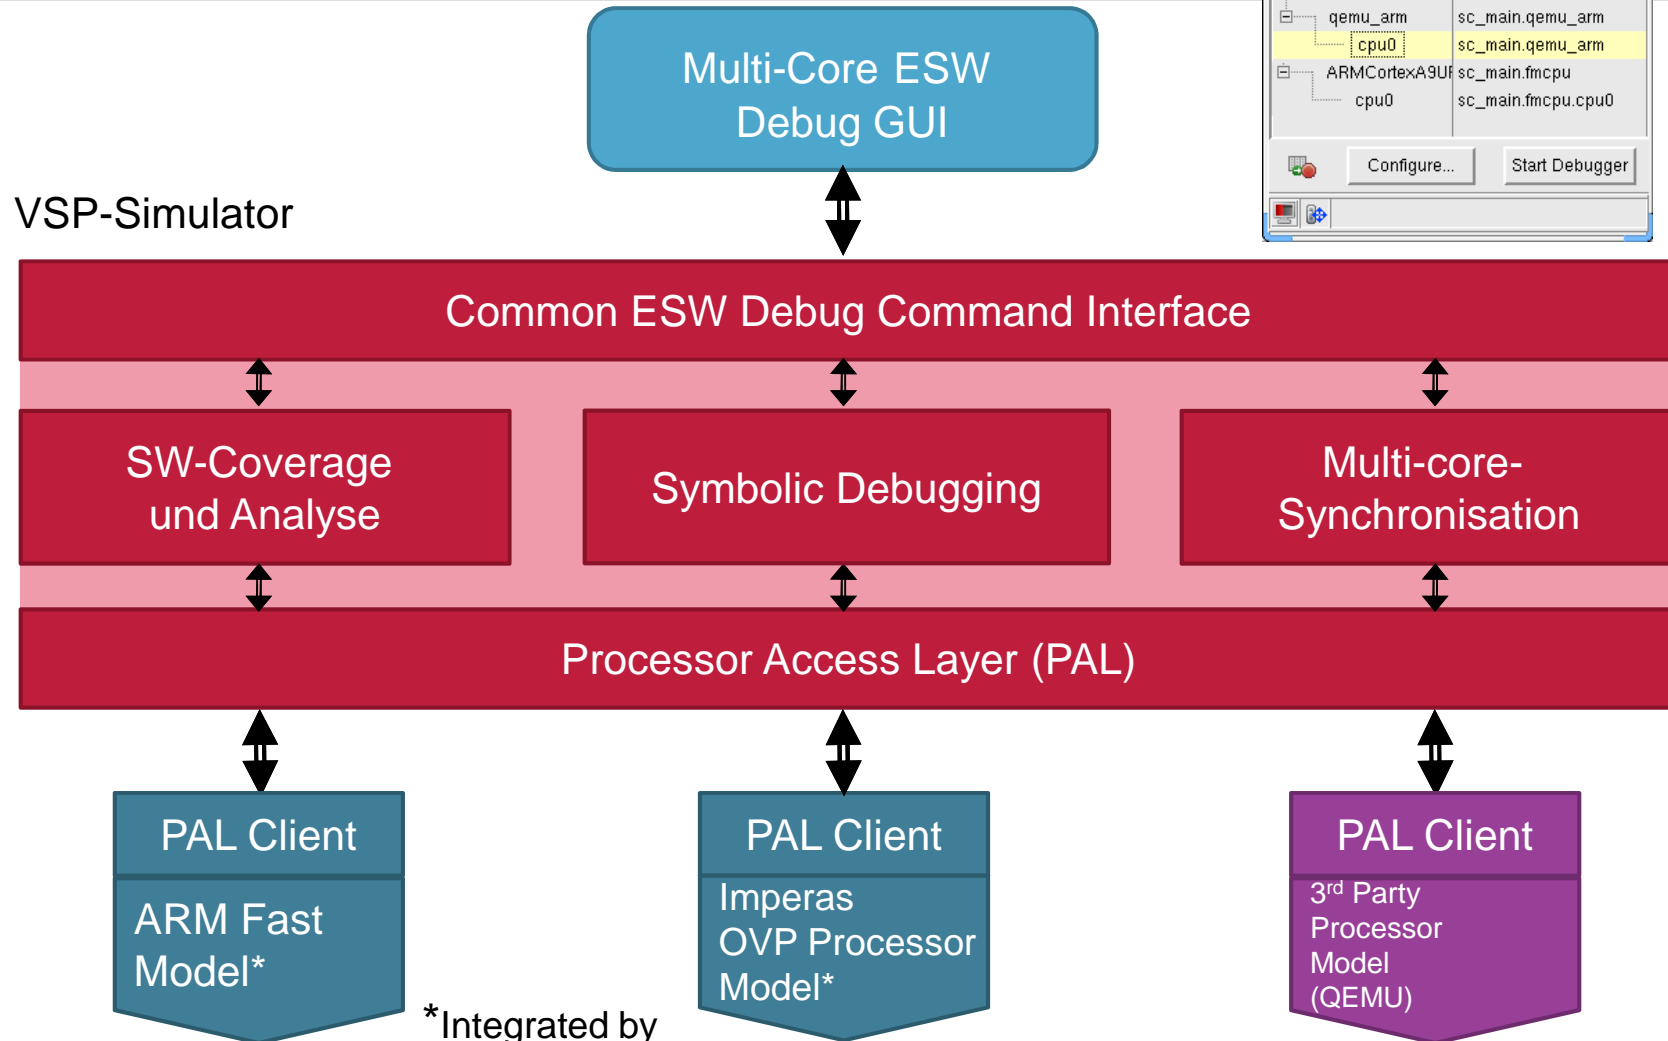 qemu_arm sc_main.qemu_arm
cpu0 sc_main.qemu_arm
ARMCortexA9U sc_main.fmcpu
cpu0 sc_main.fmcpu.cpu0
Configure... Start Debugger
Multi-Core ESW
Debug GUI
VSP-Simulator
Common ESW Debug Command Interface
SW-Coverage
und Analyse
Symbolic Debugging
Multi-core-
Synchronisation
Processor Access Layer (PAL)
PAL Client
ARM Fast
Model*
PAL Client
Imperas
OVP Processor
Model*
PAL Client
3rd Party
Processor
Model
(QEMU)
*Integrated by